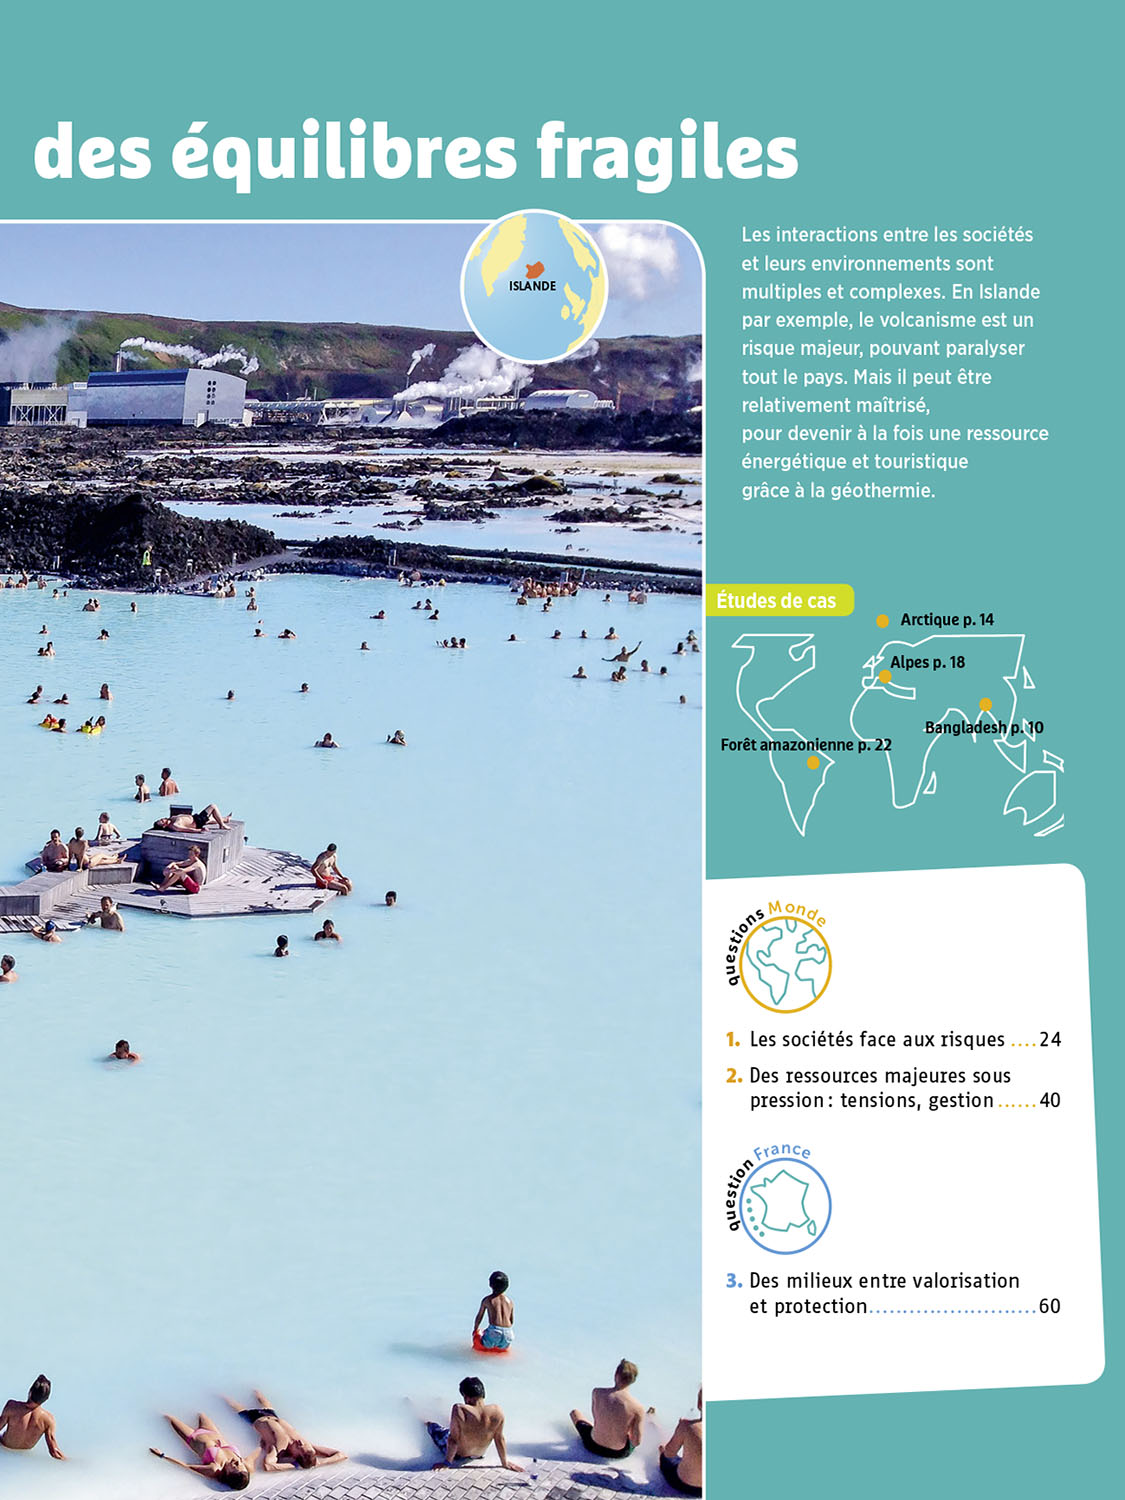 des équilibres fragiles
ISLANDE
Les interactions entre les sociétés
et leurs environnements sont
multiples et complexes. En Islande
par exemple, le volcanisme est un
risque majeur, pouvant paralyser
tout le pays. Mais il peut être
relativement maîtrisé,
pour devenir à la fois une ressource
énergétique et touristique
grâce à la géothermie.
Études de cas
Arctique p. 14
Alpes p. 18
Bangladesh p. 10
Forêt amazonienne p. 22
questions Monde
1. Les sociétés face aux risques ....24
2. Des ressources majeures sous
pression : tensions, gestion ......40
question France
3. Des milieux entre valorisation
et protection.........................60